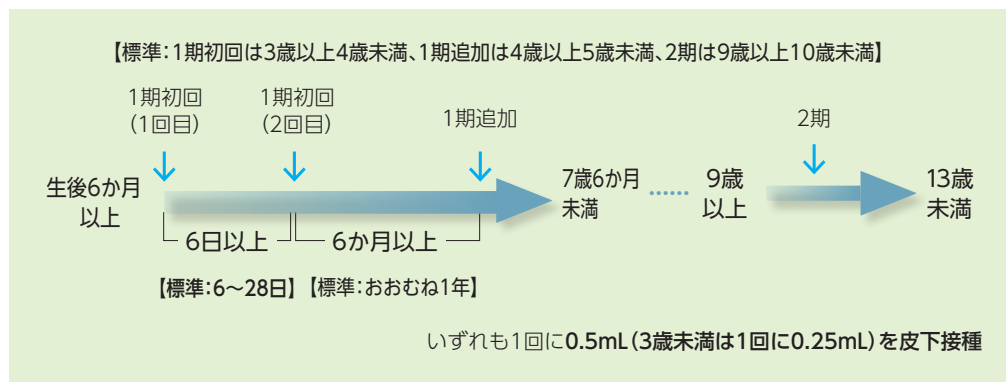 【標準:1期初回は3歳以上4歳未満、1期追加は4歳以上5歳未満、2期は9歳以上10歳未満】
1期初回
(1回目)
1期初回
(2回目)
1期追加
2期
生後6か月
以上
7歳6か月
未満
……
9歳
以上
13歳
未満
6日以上
6か月以上
【標準:6〜28日】
【標準:おおむね1年】
いずれも1回に0.5mL(3歳未満は1回に0.25mL)を皮下接種